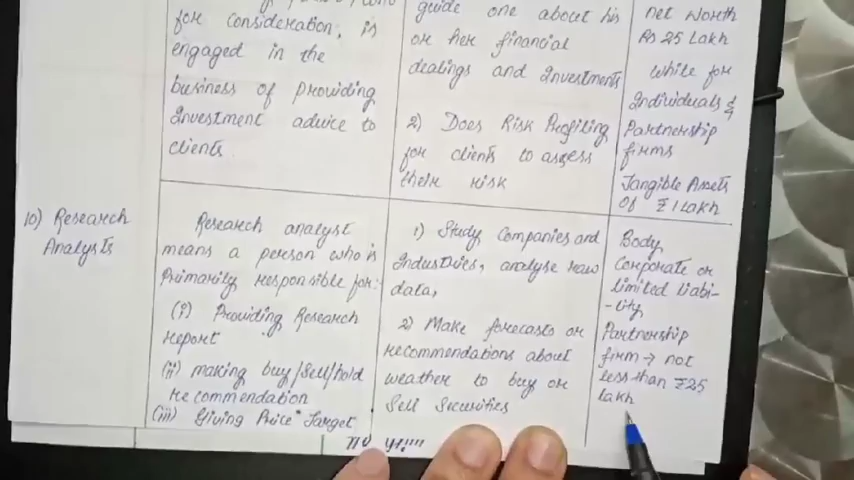 for consideration, is
engaged in the
business of providing
Investment advice to
clients
guide one about his
or her financial
dealings and Investments
2) Does Risk Profiling
for clients to assess
their risk
net worth
Rs 25 Lakh
while for
Individuals &
Partnership
firms
Tangible Assets
of ₹1 Lakh
10) Research
Analysts
Research analyst
means a person who is
Primarily responsible for:
(i) Providing Research
report
(ii) making buy/sell/hold
recommendation
(iii) Giving Price Target
1) Study Companies and
Industries, analyse raw
data,
2) Make forecasts or
recommendations about
weather to buy or
Sell Securities
Body
Corporate or
limited liabi-
-lity
Partnership
firm → not
less than ₹25
lakh